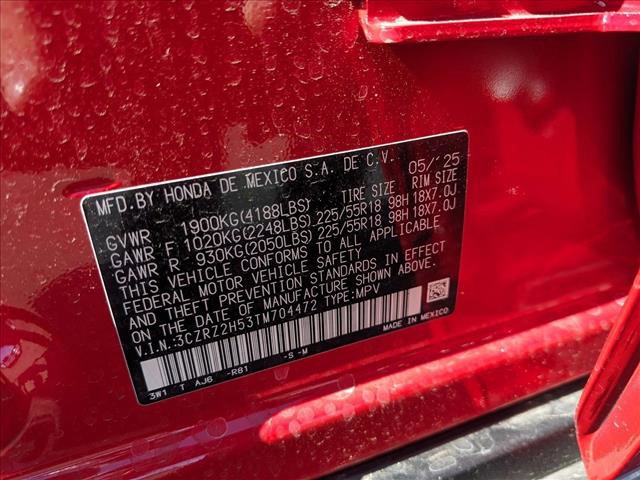 MFD.BY HONDA DE MEXICO S.A. DE C.V. 05/'25
GVWR 1900KG(4188LBS) TIRE SIZE RIM SIZE
GAWR F 1020KG(2248LBS) 225/55R18 98H 18X7.0J
GAWR R 930KG(2050LBS) 225/55R18 98H 18X7.0J
THIS VEHICLE CONFORMS TO ALL APPLICABLE
FEDERAL MOTOR VEHICLE SAFETY
AND THEFT PREVENTION STANDARDS IN EFFECT
ON THE DATE OF MANUFACTURE SHOWN ABOVE.
V.I.N.:3CZRZ2H53TM704472 TYPE:MPV
3W1 T AJ6 -R81 -S -M MADE IN MEXICO